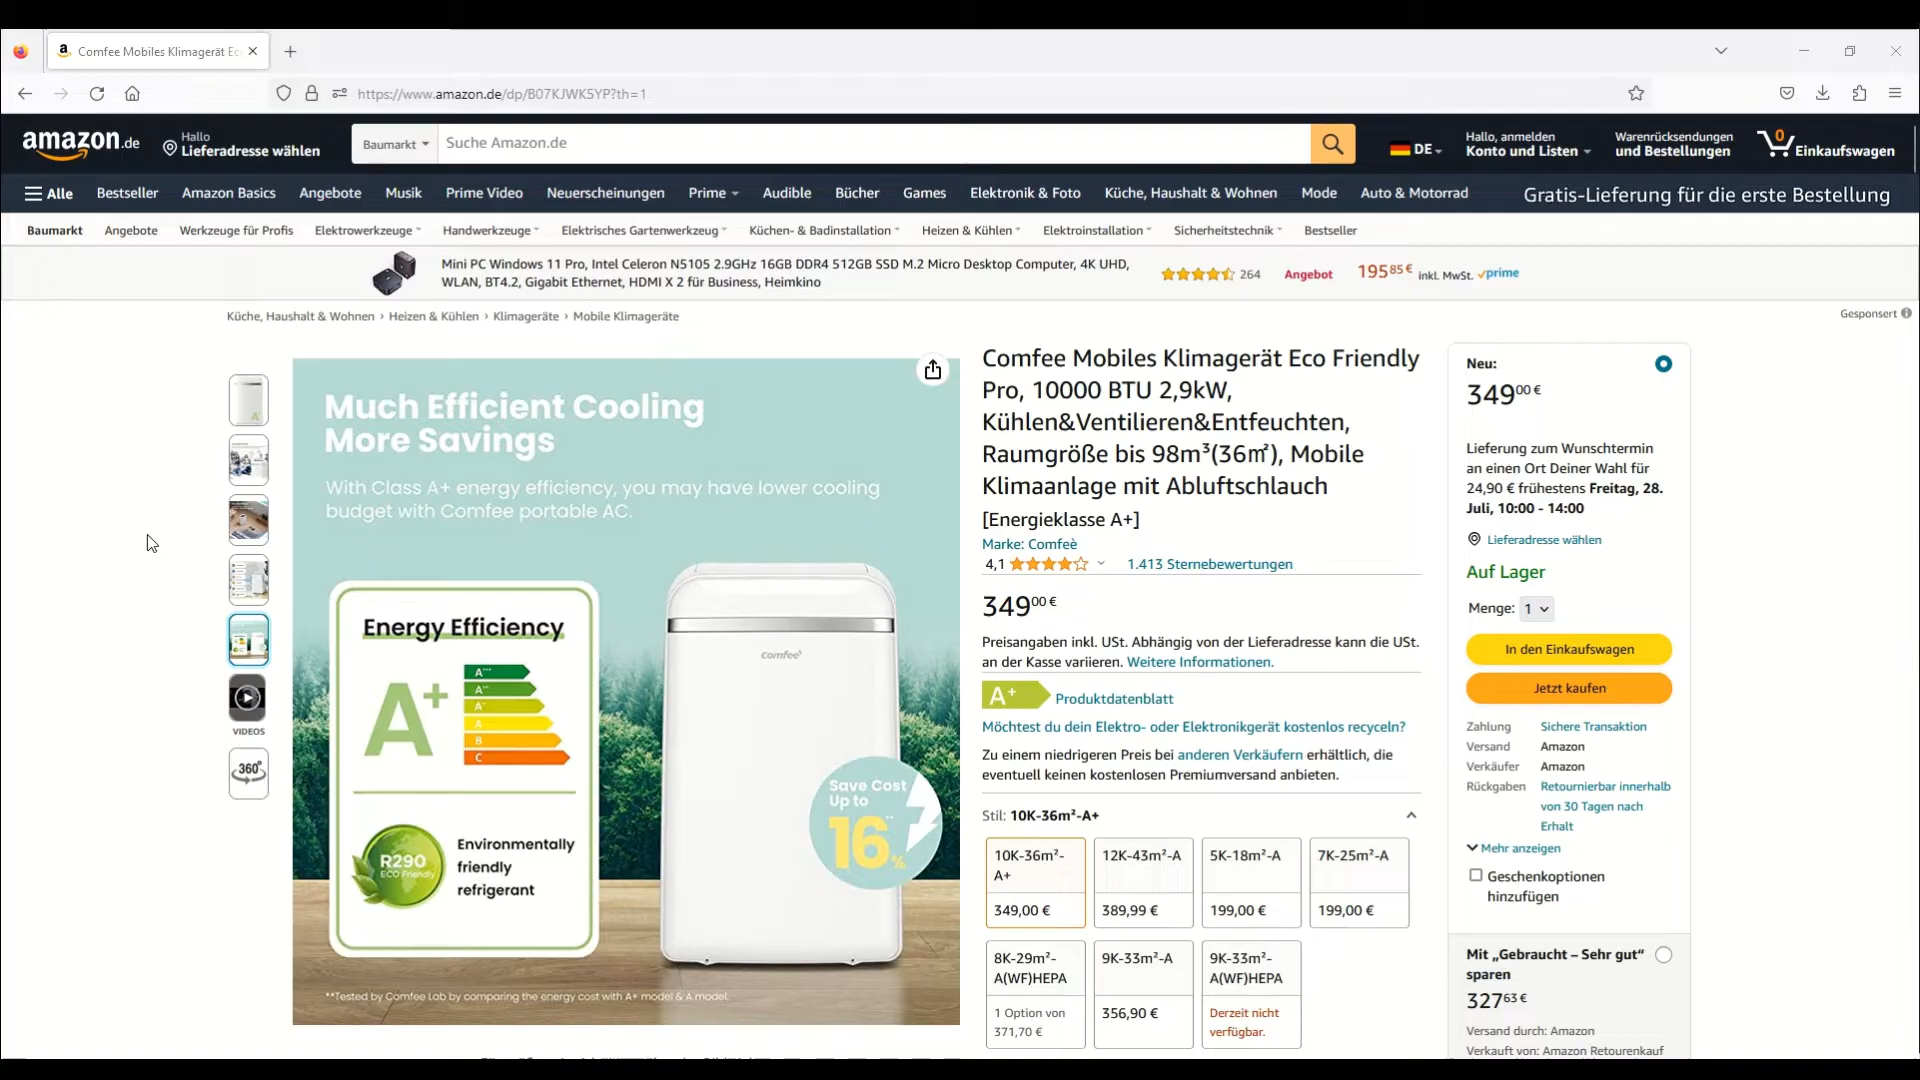 Comfee Mobiles Klimagerät Ec
https://www.amazon.de/dp/B07KJWK5YP?th=1
amazon.de
Hallo
Lieferadresse wählen
Baumarkt
Suche Amazon.de
DE
Hallo, anmelden
Konto und Listen
Warenrücksendungen
und Bestellungen
0
Einkaufswagen
Alle
Bestseller
Amazon Basics
Angebote
Musik
Prime Video
Neuerscheinungen
Prime
Audible
Bücher
Games
Elektronik & Foto
Küche, Haushalt & Wohnen
Mode
Auto & Motorrad
Gratis-Lieferung für die erste Bestellung
Baumarkt
Angebote
Werkzeuge für Profis
Elektrowerkzeuge
Handwerkzeuge
Elektrisches Gartenwerkzeug
Küchen- & Badinstallation
Heizen & Kühlen
Elektroinstallation
Sicherheitstechnik
Bestseller
Mini PC Windows 11 Pro, Intel Celeron N5105 2.9GHz 16GB DDR4 512GB SSD M.2 Micro Desktop Computer, 4K UHD,
WLAN, BT4.2, Gigabit Ethernet, HDMI X 2 für Business, Heimkino
264
Angebot
195 85 € inkl. MwSt. prime
Küche, Haushalt & Wohnen › Heizen & Kühlen › Klimageräte › Mobile Klimageräte
Gesponsert
VIDEOS
360°
Much Efficient Cooling
More Savings
With Class A+ energy efficiency, you may have lower cooling
budget with Comfee portable AC.
Energy Efficiency
A+
A+++
A++
A+
A
B
C
R290
ECO Friendly
Environmentally
friendly
refrigerant
comfee'
Save Cost
Up to
16**%
**Tested by Comfee Lab by comparing the energy cost with A+ model & A model.
Comfee Mobiles Klimagerät Eco Friendly
Pro, 10000 BTU 2,9kW,
Kühlen&Ventilieren&Entfeuchten,
Raumgröße bis 98m³(36㎡), Mobile
Klimaanlage mit Abluftschlauch
[Energieklasse A+]
Marke: Comfeè
4,1
1.413 Sternebewertungen
349 00 €
Preisangaben inkl. USt. Abhängig von der Lieferadresse kann die USt.
an der Kasse variieren. Weitere Informationen.
A+
Produktdatenblatt
Möchtest du dein Elektro- oder Elektronikgerät kostenlos recyceln?
Zu einem niedrigeren Preis bei anderen Verkäufern erhältlich, die
eventuell keinen kostenlosen Premiumversand anbieten.
Stil: 10K-36m²-A+
10K-36m²-
A+
349,00 €
12K-43m²-A
389,99 €
5K-18m²-A
199,00 €
7K-25m²-A
199,00 €
8K-29m²-
A(WF)HEPA
1 Option von
371,70 €
9K-33m²-A
356,90 €
9K-33m²-
A(WF)HEPA
Derzeit nicht
verfügbar.
Neu:
349 00 €
Lieferung zum Wunschtermin
an einen Ort Deiner Wahl für
24,90 € frühestens Freitag, 28.
Juli, 10:00 - 14:00
Lieferadresse wählen
Auf Lager
Menge: 1
In den Einkaufswagen
Jetzt kaufen
Zahlung Sichere Transaktion
Versand Amazon
Verkäufer Amazon
Rückgaben Retournierbar innerhalb
von 30 Tagen nach
Erhalt
Mehr anzeigen
Geschenkoptionen
hinzufügen
Mit „Gebraucht – Sehr gut“
sparen
327 63 €
Versand durch: Amazon
Verkauft von: Amazon Retourenkauf